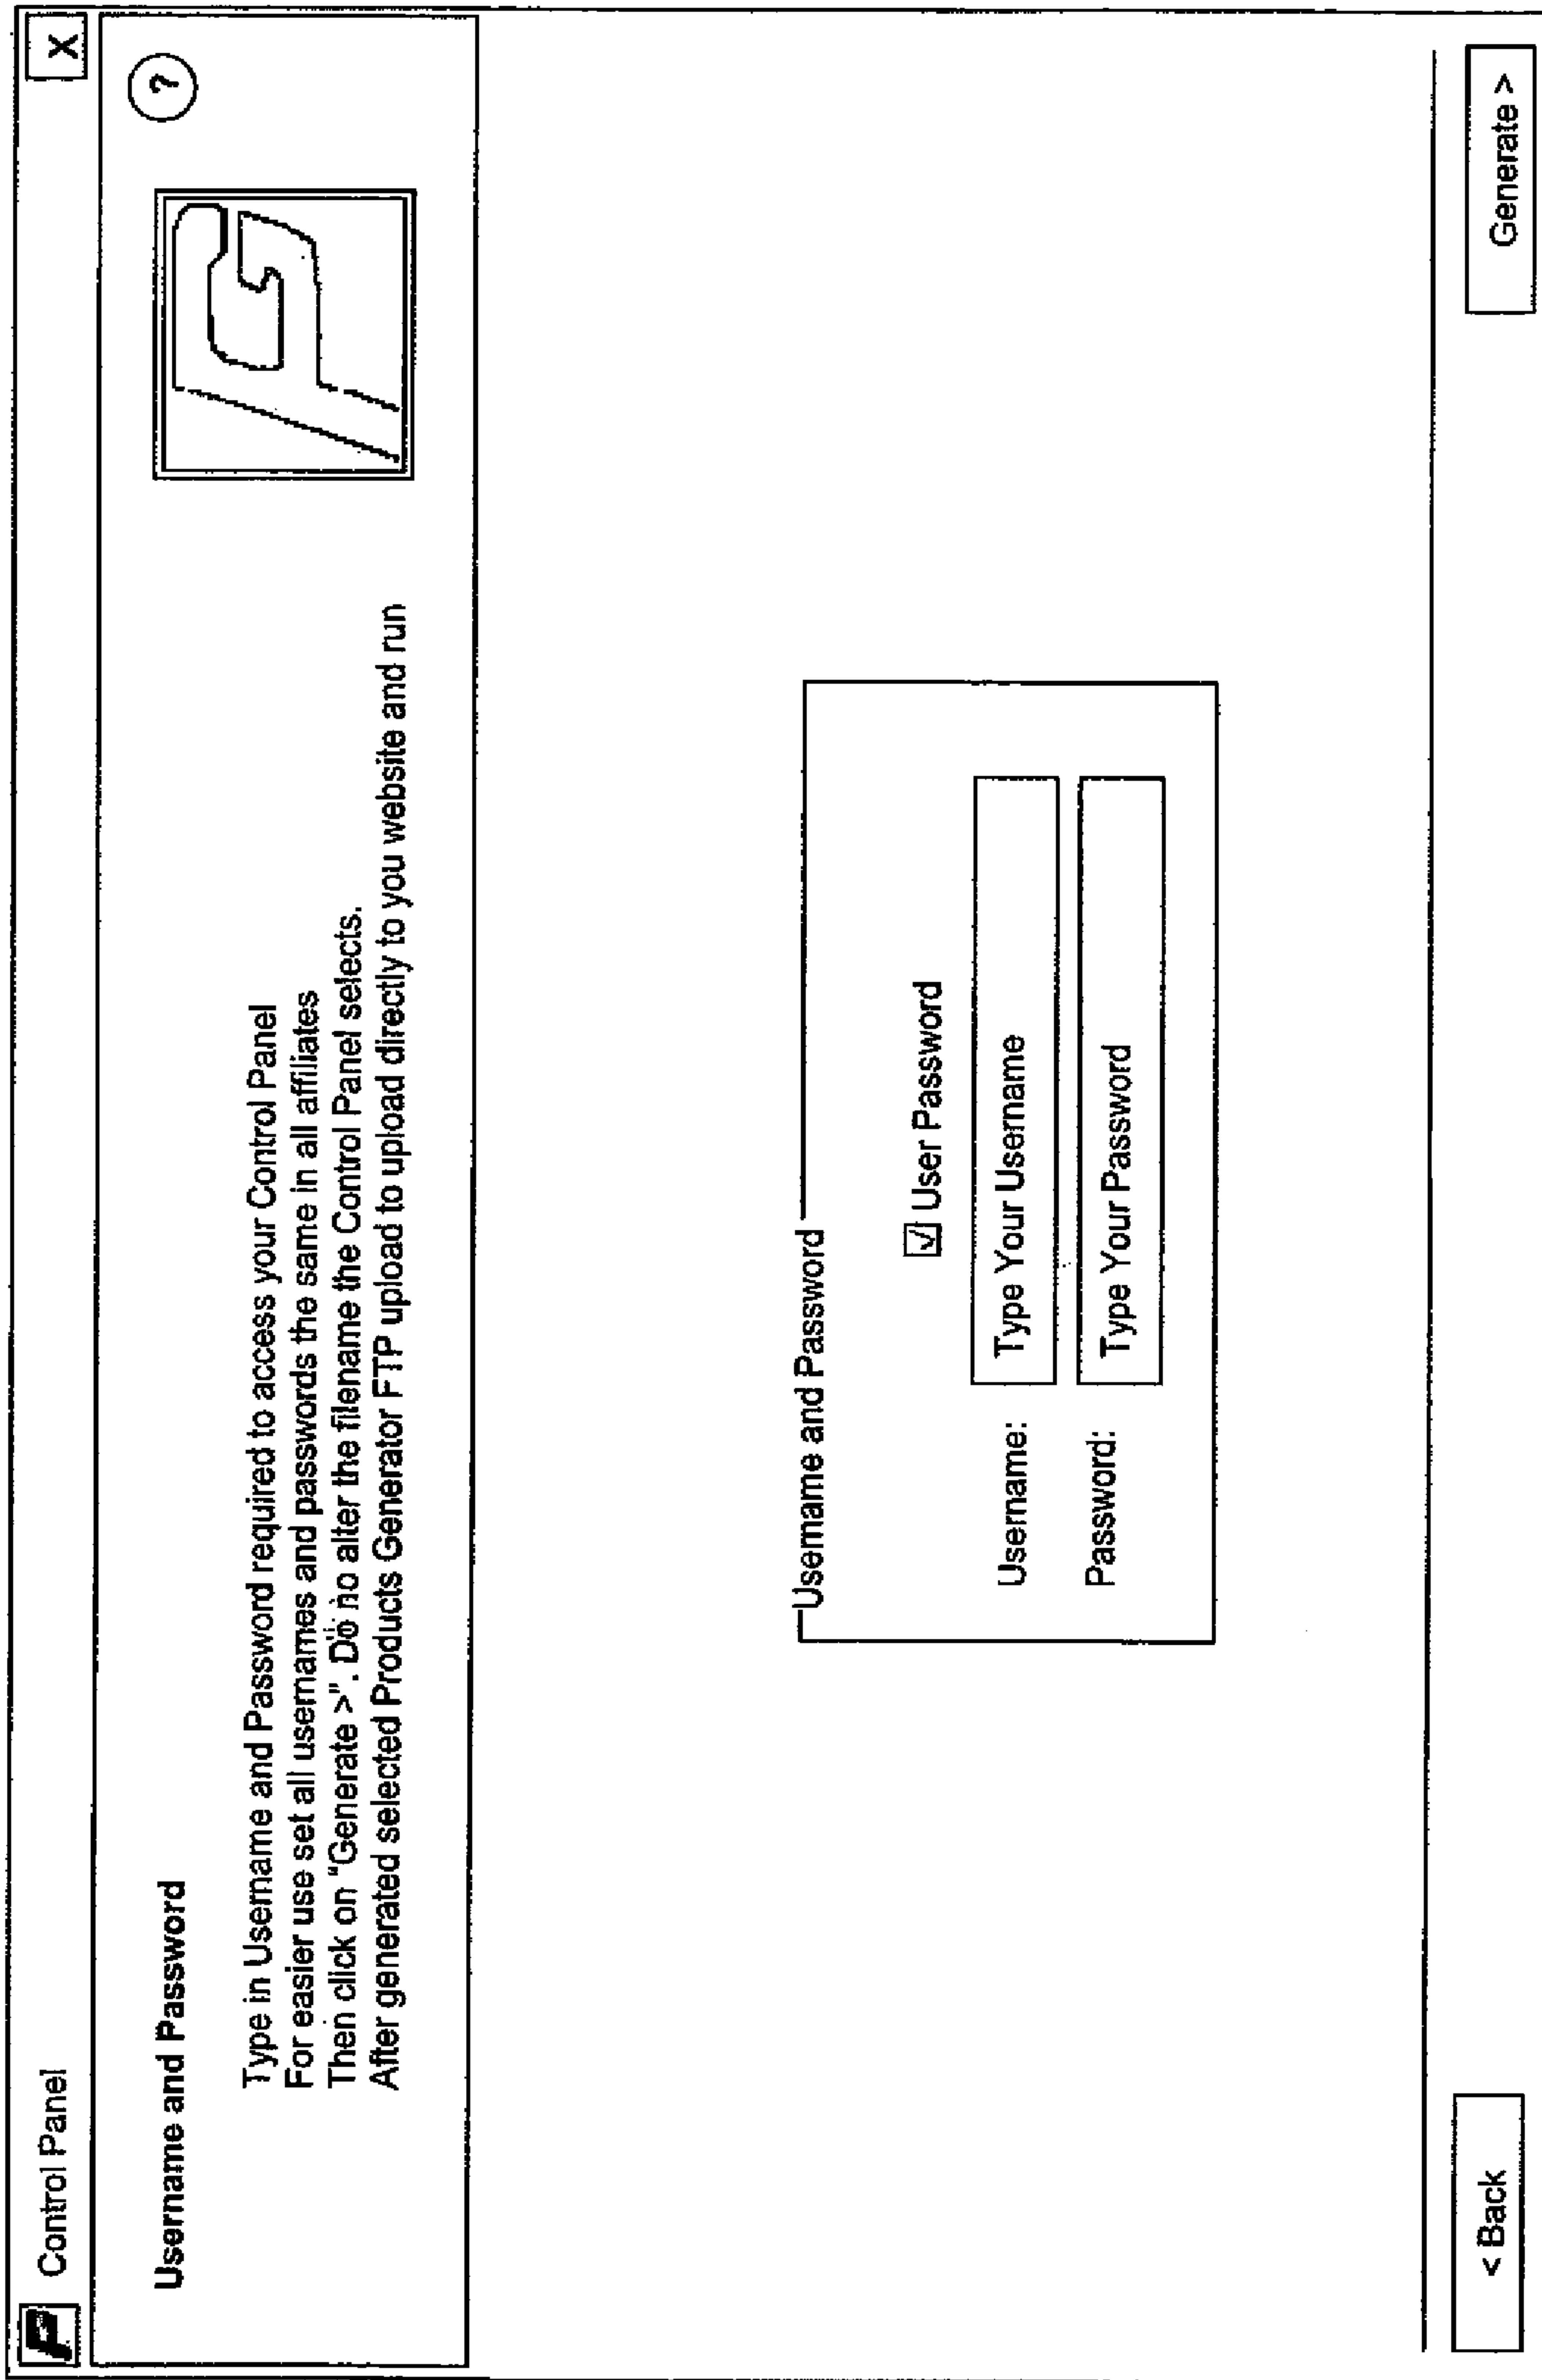 Control Panel
X
Username and Password
?
Type in Username and Password required to access your Control Panel
For easier use set all usernames and passwords the same in all affiliates
Then click on "Generate >". Do no alter the filename the Control Panel selects.
After generated selected Products Generator FTP upload to upload directly to you website and run
Username and Password
User Password
Username:
Type Your Username
Password:
Type Your Password
< Back
Generate >